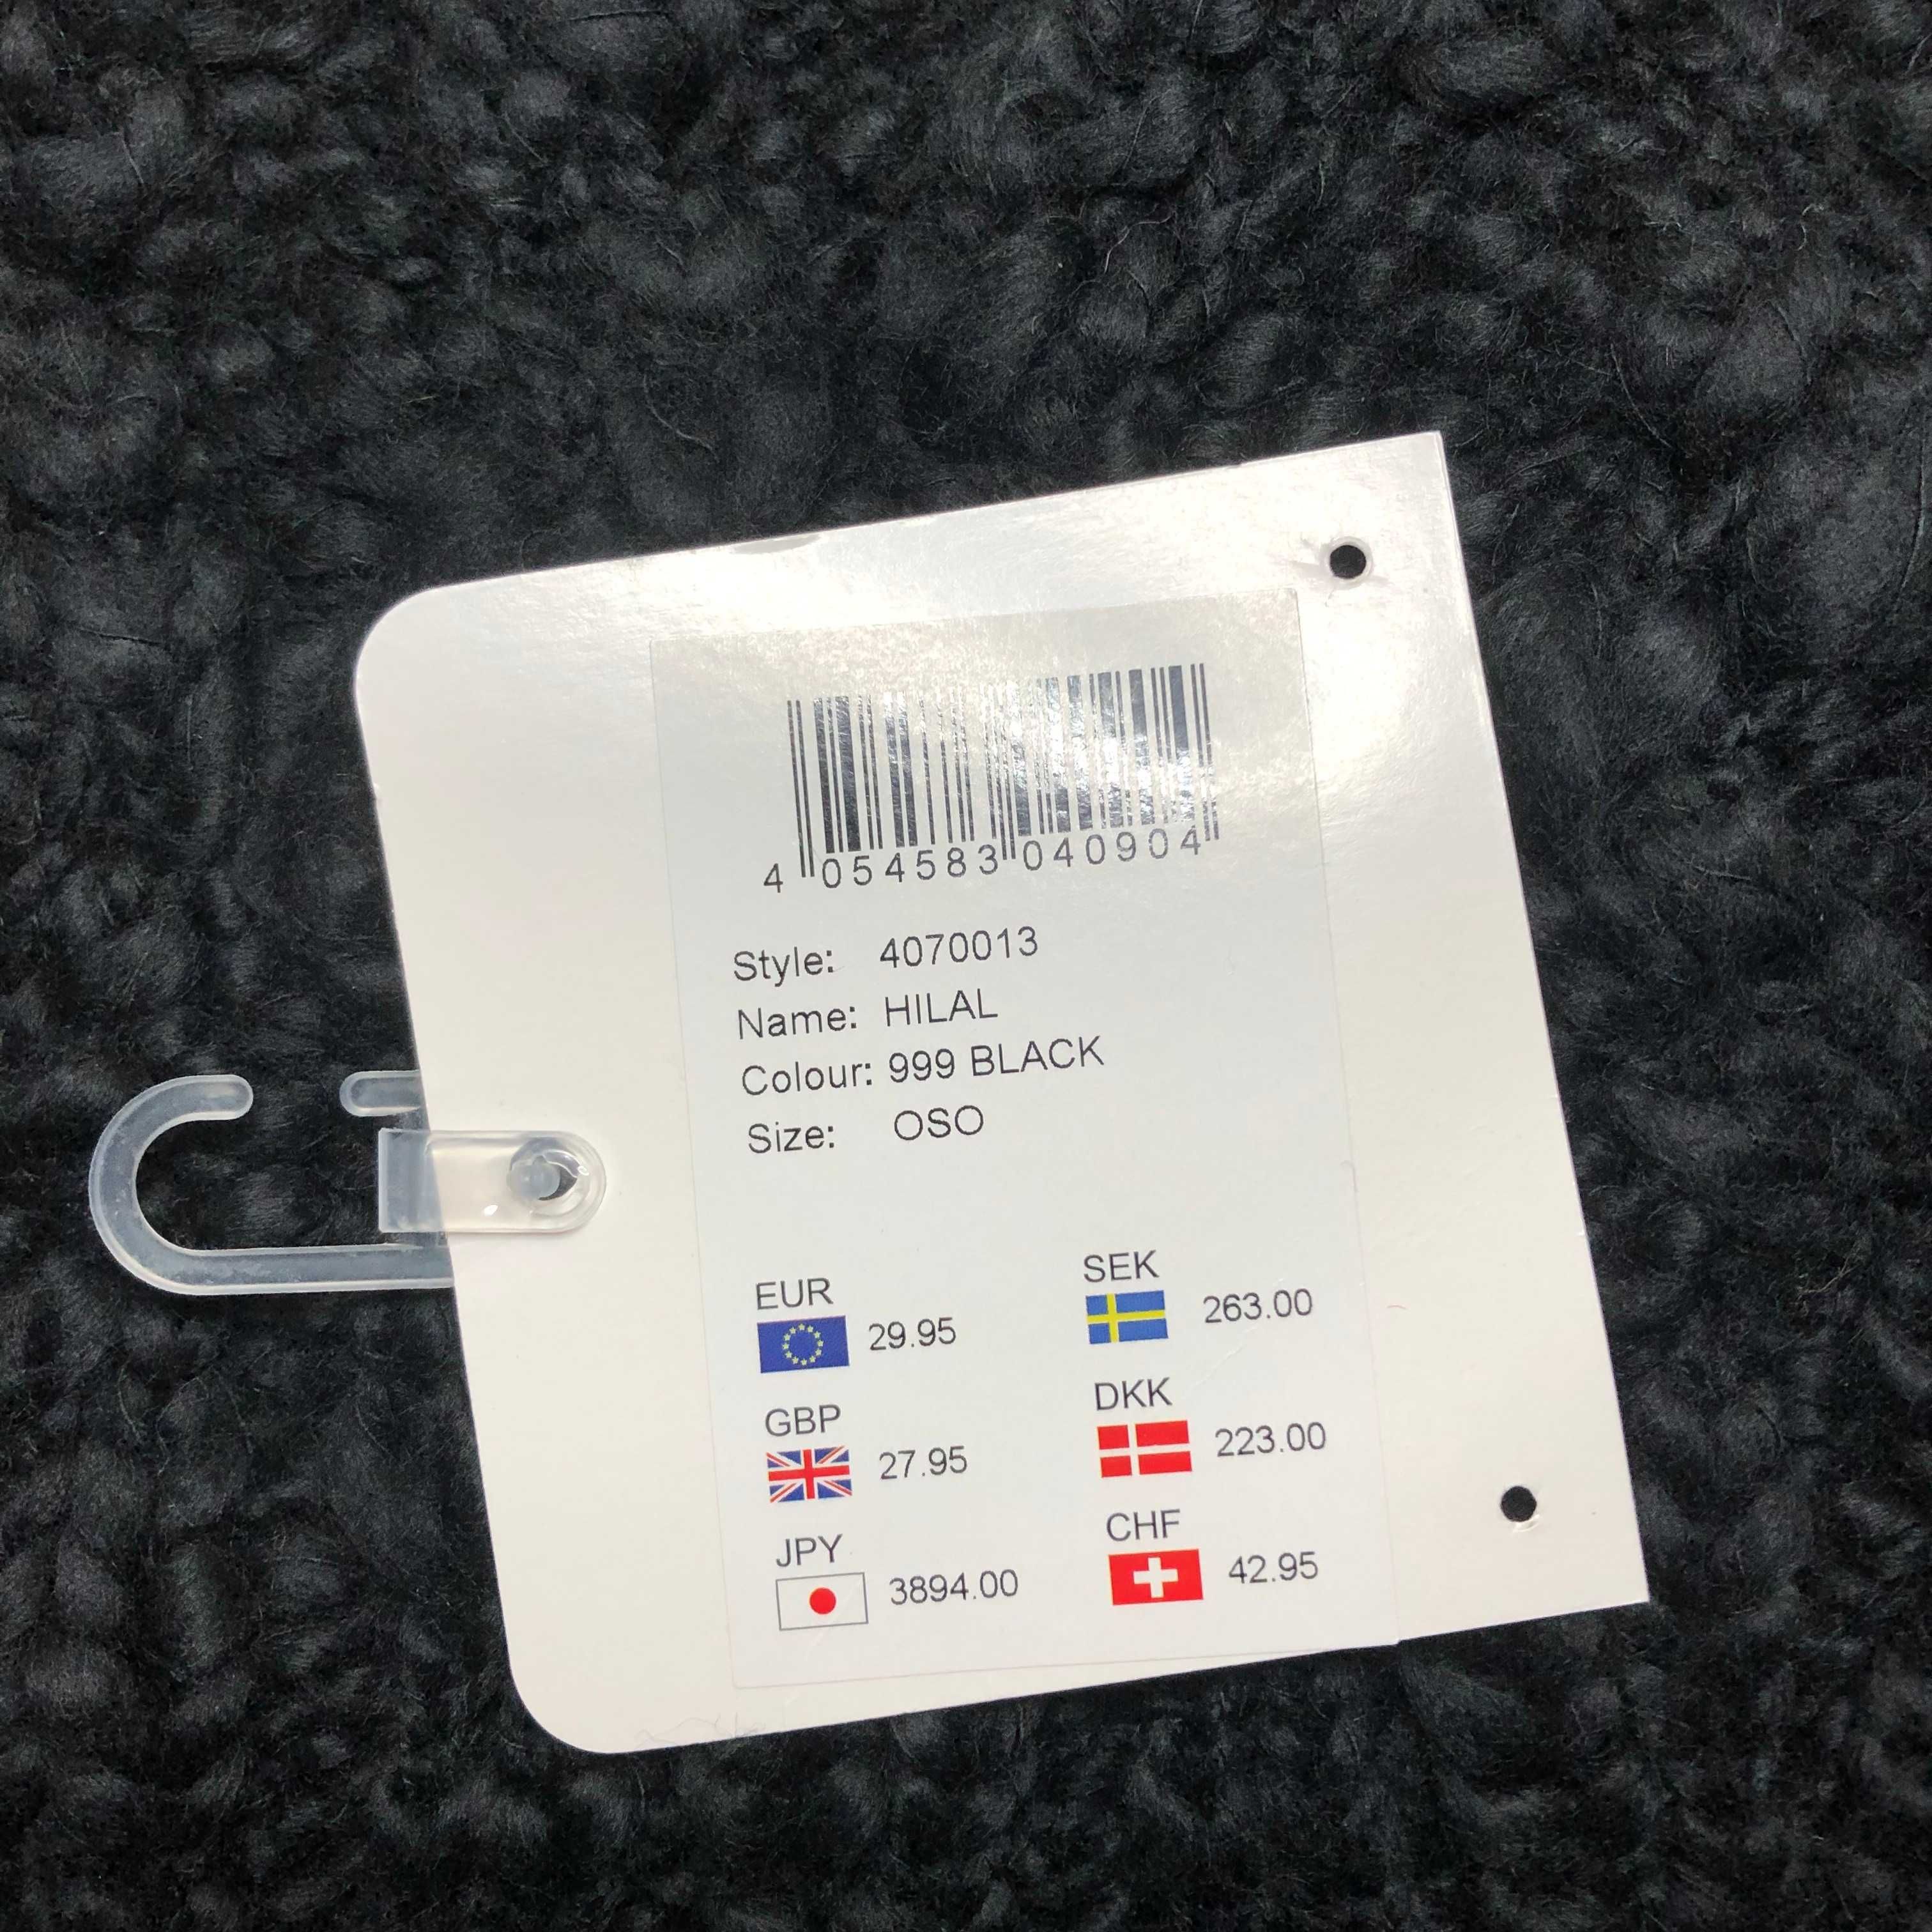 4 054583 040904
Style: 4070013
Name: HILAL
Colour: 999 BLACK
Size: OSO
EUR 29.95
SEK 263.00
GBP 27.95
DKK 223.00
JPY 3894.00
CHF 42.95